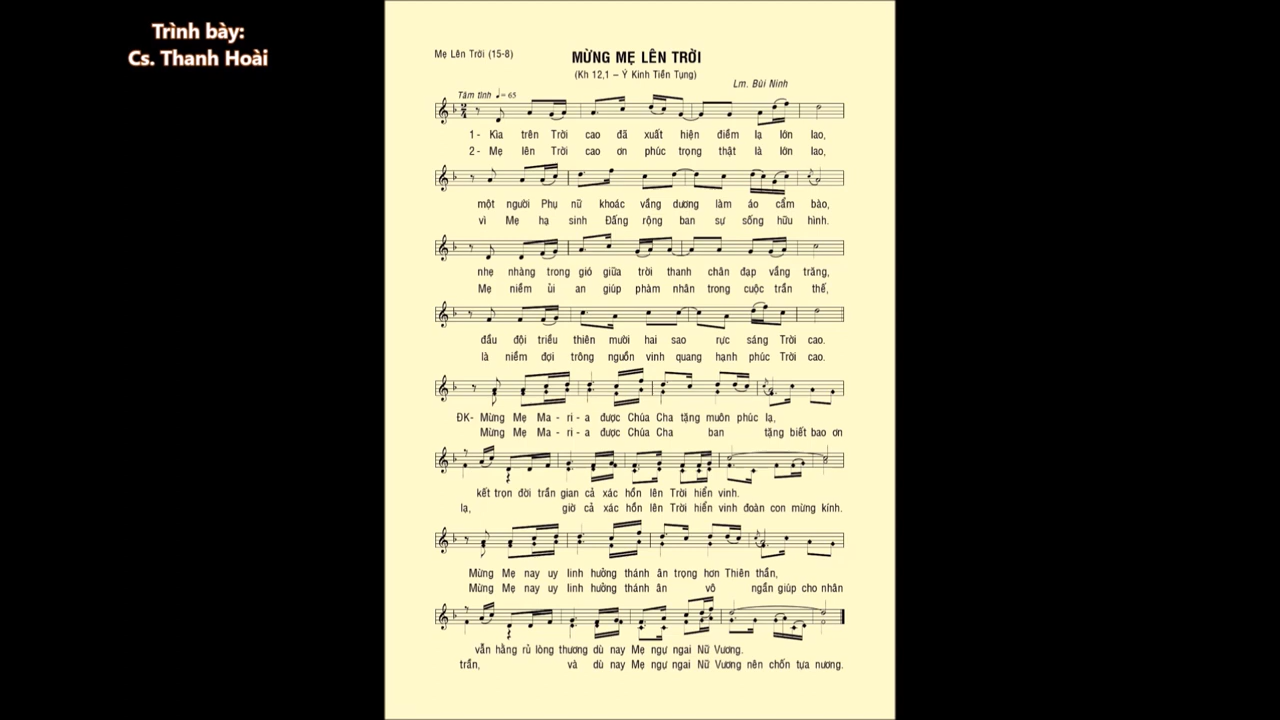 Trình bày:
Cs. Thanh Hoài
Mẹ Lên Trời (15-8)
MỪNG MẸ LÊN TRỜI
(Kh 12,1 – Ý Kinh Tiền Tụng)
Lm. Bùi Ninh
Tâm tình ♩= 65
1- Kìa trên Trời cao đã xuất hiện điềm lạ lớn lao,
2- Mẹ lên Trời cao ơn phúc trọng thật là lớn lao,
một người Phụ nữ khoác vầng dương làm áo cẩm bào,
vì Mẹ hạ sinh Đấng rộng ban sự sống hữu hình.
nhẹ nhàng trong gió giữa trời thanh chân đạp vầng trăng,
Mẹ niềm ủi an giúp phàm nhân trong cuộc trần thế,
đầu đội triều thiên mười hai sao rực sáng Trời cao.
là niềm đợi trông nguồn vinh quang hạnh phúc Trời cao.
ĐK- Mừng Mẹ Ma - ri - a được Chúa Cha tặng muôn phúc lạ,
Mừng Mẹ Ma - ri - a được Chúa Cha ban tặng biết bao ơn
kết trọn đời trần gian cả xác hồn lên Trời hiển vinh.
lạ, giờ cả xác hồn lên Trời hiển vinh đoàn con mừng kính.
Mừng Mẹ nay uy linh hưởng thánh ân trọng hơn Thiên thần,
Mừng Mẹ nay uy linh hưởng thánh ân vô ngần giúp cho nhân
vẫn hằng rủ lòng thương dù nay Mẹ ngự ngai Nữ Vương.
trần, và dù nay Mẹ ngự ngai Nữ Vương nên chốn tựa nương.